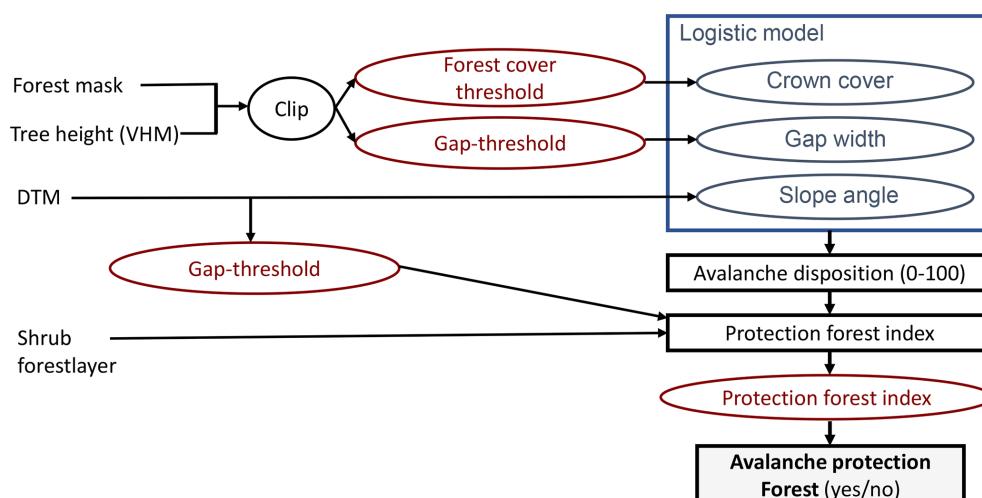 Logistic model
Forest mask
Tree height (VHM)
Clip
Forest cover
threshold
Crown cover
Gap-threshold
Gap width
DTM
Slope angle
Gap-threshold
Avalanche disposition (0-100)
Shrub
forestlayer
Protection forest index
Protection forest index
Avalanche protection
Forest (yes/no)